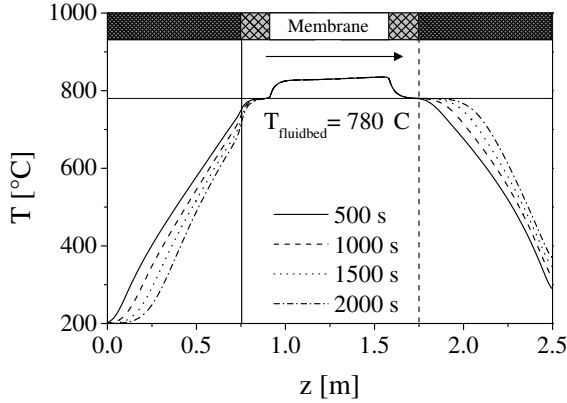 1000
Membrane
800
T_fluidbed = 780 C
600
T [°C]
500 s
1000 s
400
1500 s
2000 s
200
0.0 0.5 1.0 1.5 2.0 2.5
z [m]